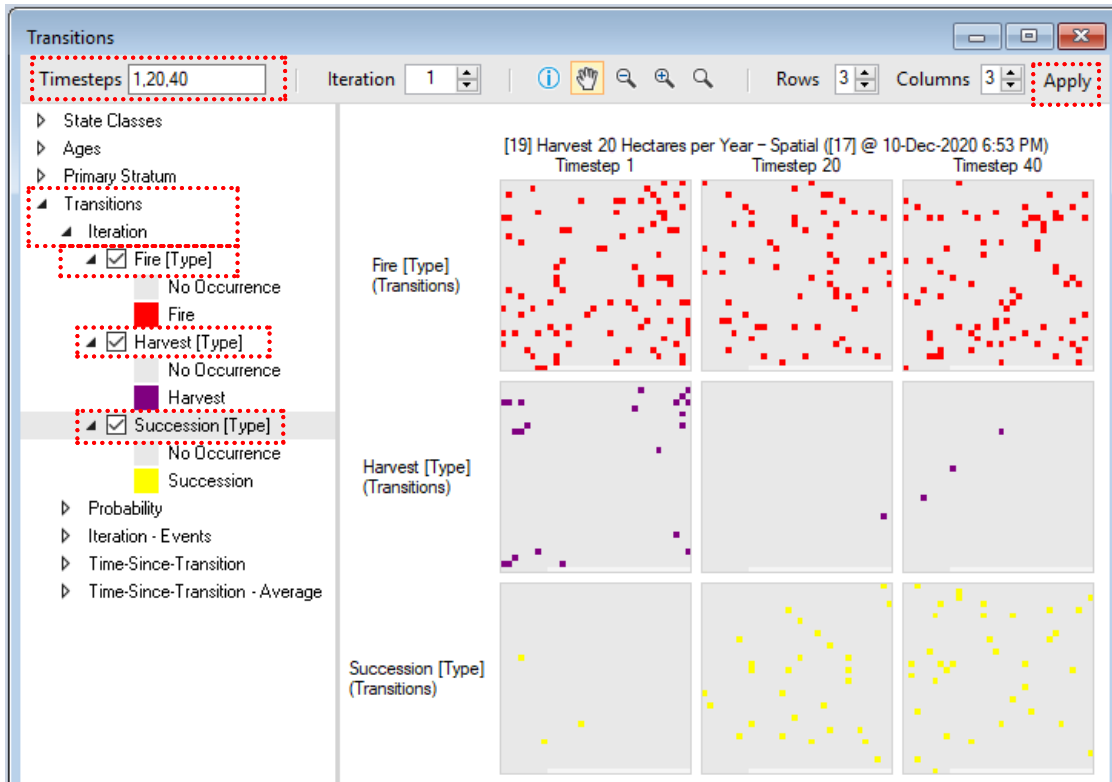 Transitions
Timesteps 1,20,40 Iteration 1 Rows 3 Columns 3 Apply
State Classes
Ages
Primary Stratum
Transitions
Iteration
Fire [Type]
No Occurrence
Fire
Harvest [Type]
No Occurrence
Harvest
Succession [Type]
No Occurrence
Succession
Probability
Iteration - Events
Time-Since-Transition
Time-Since-Transition - Average
[19] Harvest 20 Hectares per Year – Spatial ([17] @ 10-Dec-2020 6:53 PM)
Timestep 1 Timestep 20 Timestep 40
Fire [Type]
(Transitions)
Harvest [Type]
(Transitions)
Succession [Type]
(Transitions)